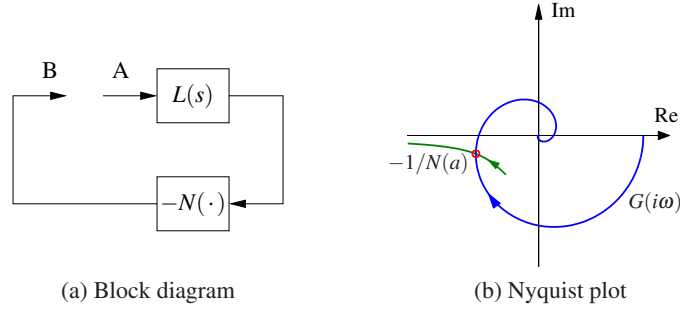 B
A
L(s)
−N(·)
(a) Block diagram
Im
Re
−1/N(a)
G(iω)
(b) Nyquist plot